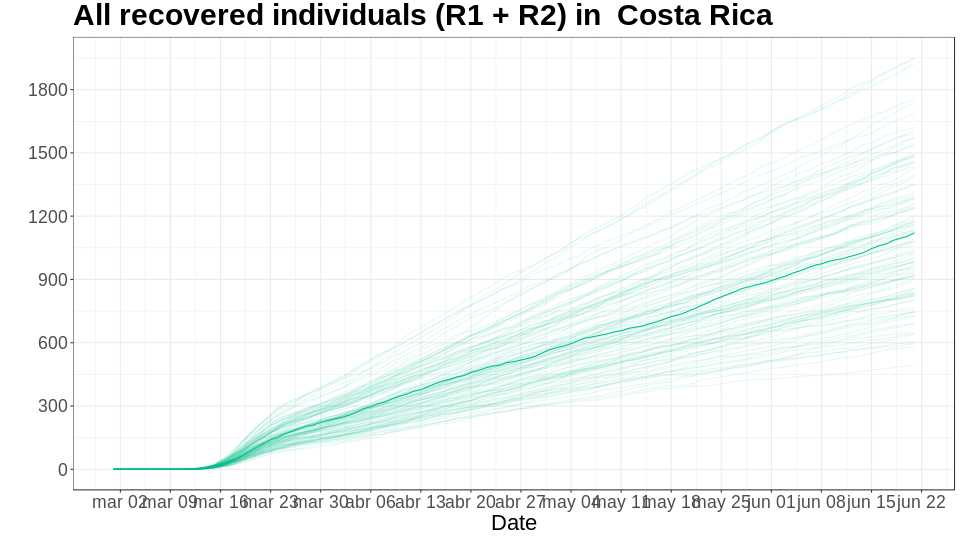 All recovered individuals (R1 + R2) in  Costa Rica
1800
1500
1200
900
600
300
0
mar 02 mar 09 mar 16 mar 23 mar 30 abr 06 abr 13 abr 20 abr 27 may 04 may 11 may 18 may 25 jun 01 jun 08 jun 15 jun 22
Date